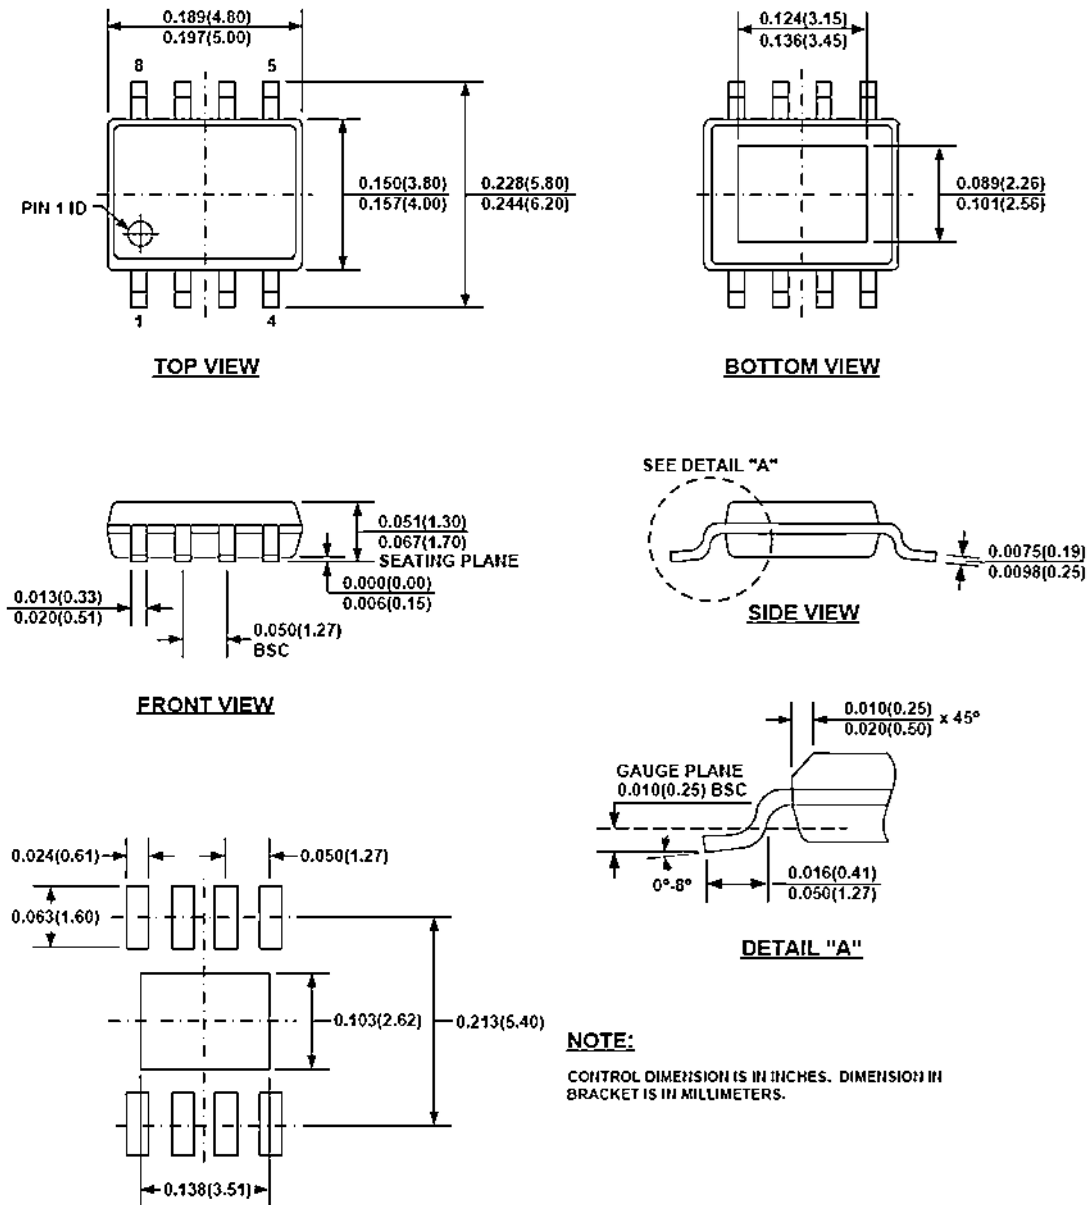 0.189(4.80)
0.197(5.00)
8
5
0.150(3.80)
0.157(4.00)
0.228(5.80)
0.244(6.20)
PIN 1 ID
1
4
TOP VIEW
0.124(3.15)
0.136(3.45)
0.089(2.26)
0.101(2.56)
BOTTOM VIEW
0.051(1.30)
0.067(1.70)
SEATING PLANE
0.000(0.00)
0.006(0.15)
0.013(0.33)
0.020(0.51)
0.050(1.27)
BSC
FRONT VIEW
SEE DETAIL "A"
0.0075(0.19)
0.0098(0.25)
SIDE VIEW
0.010(0.25)
0.020(0.50)
x 45°
GAUGE PLANE
0.010(0.25) BSC
0°-8°
0.016(0.41)
0.050(1.27)
DETAIL "A"
0.024(0.61)
0.050(1.27)
0.063(1.60)
0.103(2.62)
0.213(5.40)
0.138(3.51)
NOTE:
CONTROL DIMENSION IS IN INCHES. DIMENSION IN
BRACKET IS IN MILLIMETERS.